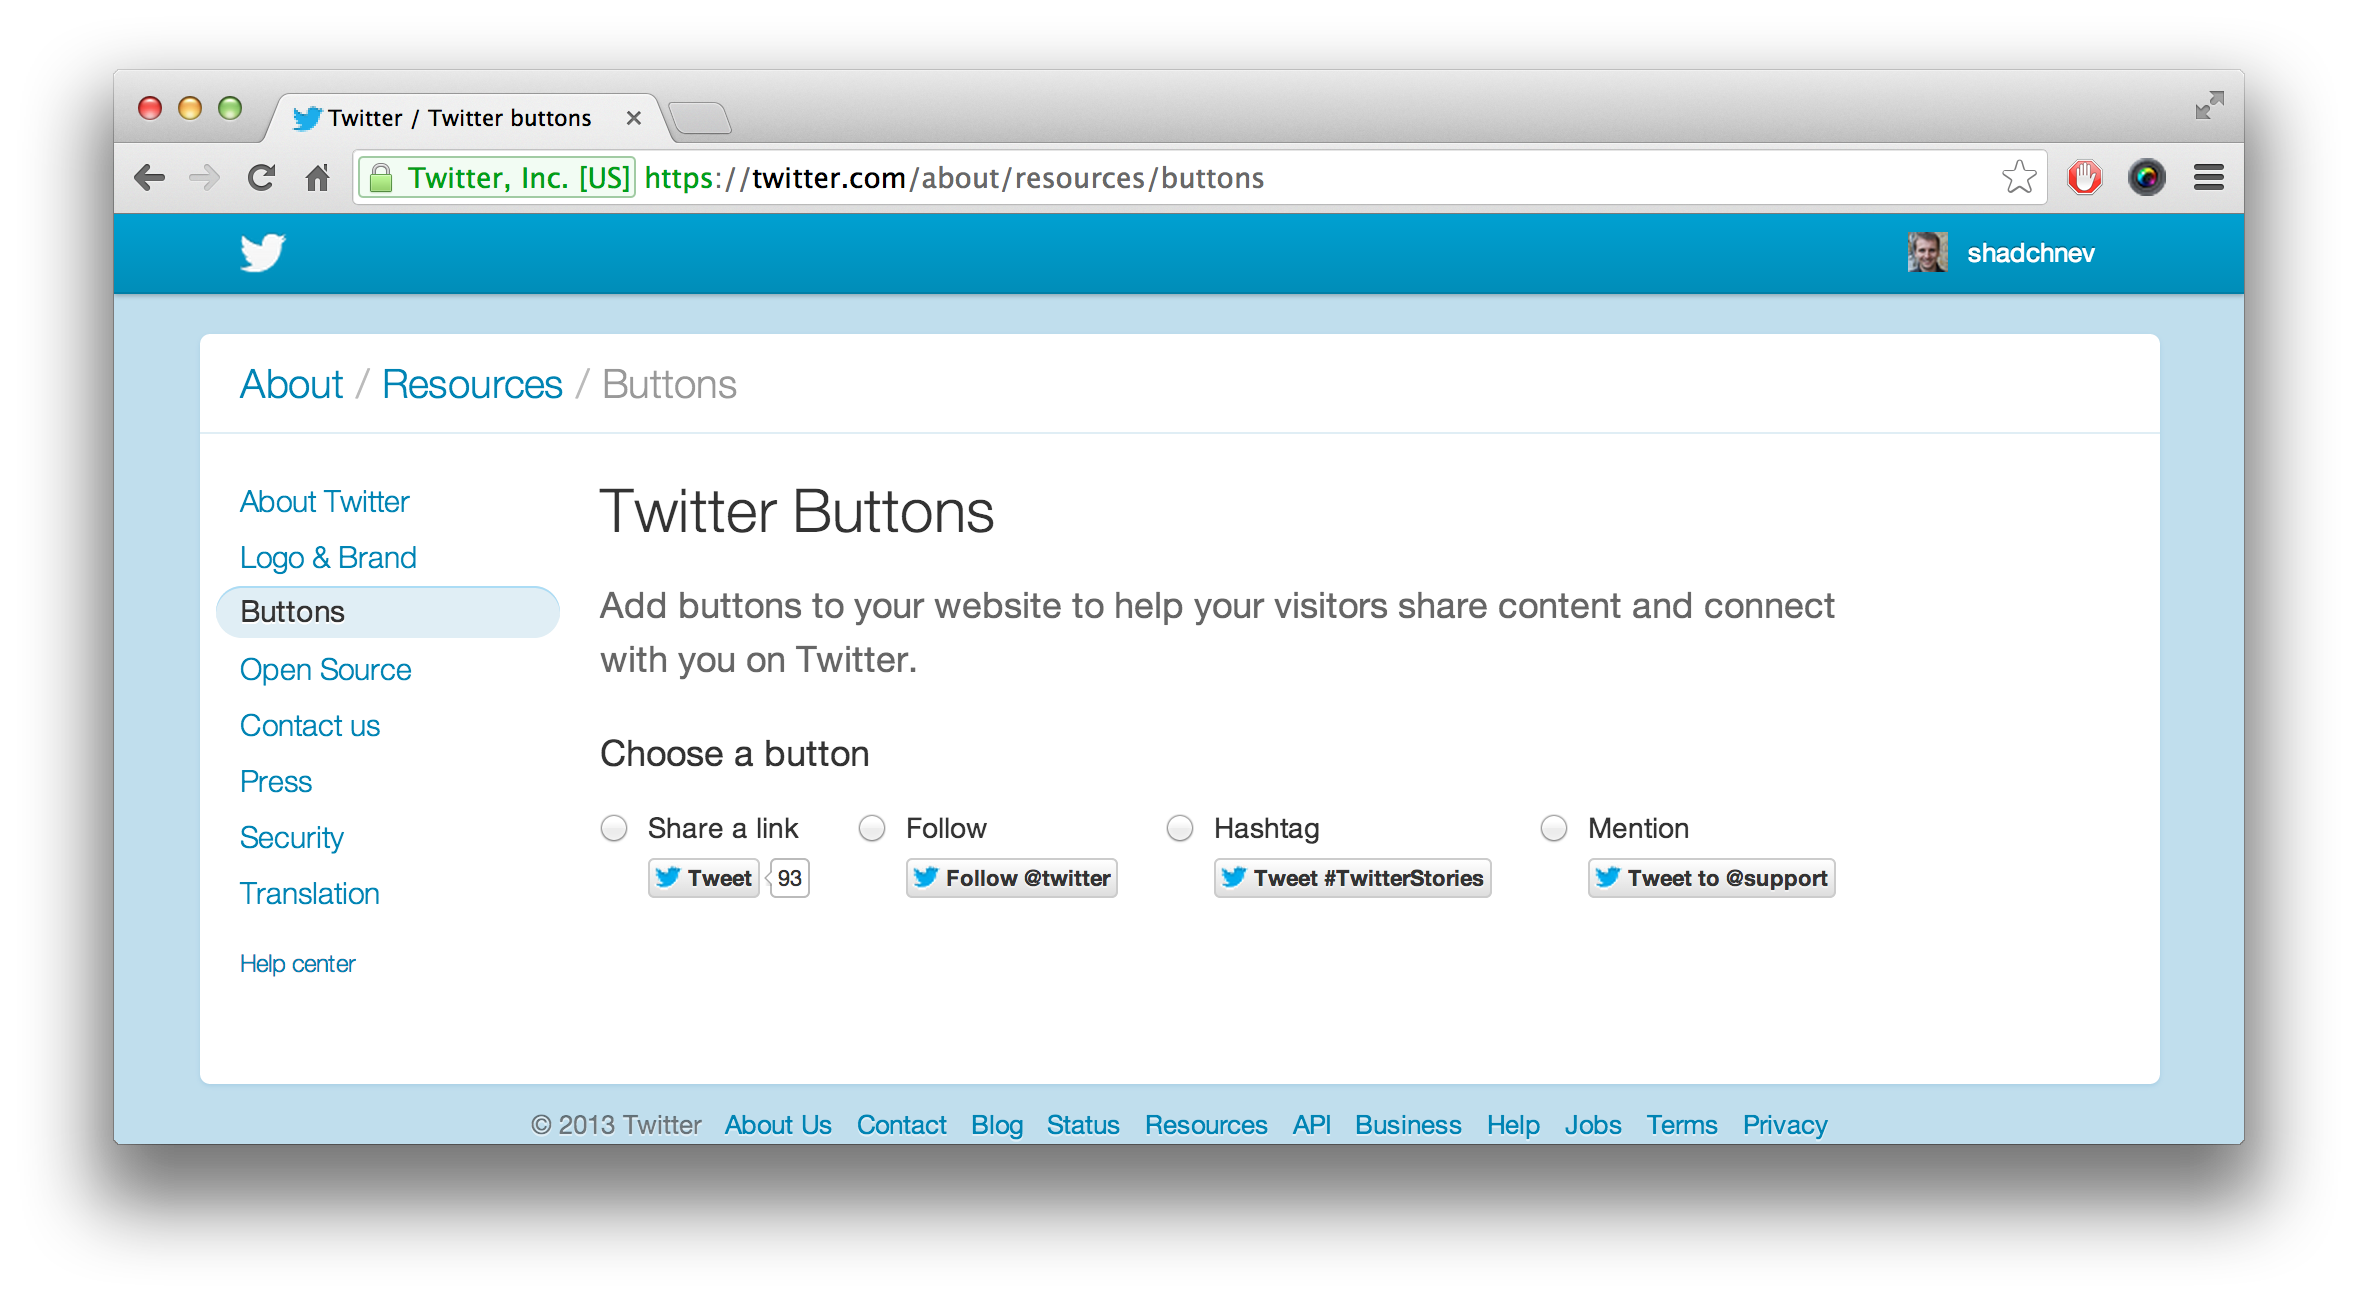 Twitter / Twitter buttons
Twitter, Inc. [US] https://twitter.com/about/resources/buttons
shadchnev
About / Resources / Buttons
About Twitter
Logo & Brand
Buttons
Open Source
Contact us
Press
Security
Translation
Help center
Twitter Buttons
Add buttons to your website to help your visitors share content and connect
with you on Twitter.
Choose a button
Share a link Follow Hashtag Mention
Tweet 93 Follow @twitter Tweet #TwitterStories Tweet to @support
© 2013 Twitter About Us Contact Blog Status Resources API Business Help Jobs Terms Privacy